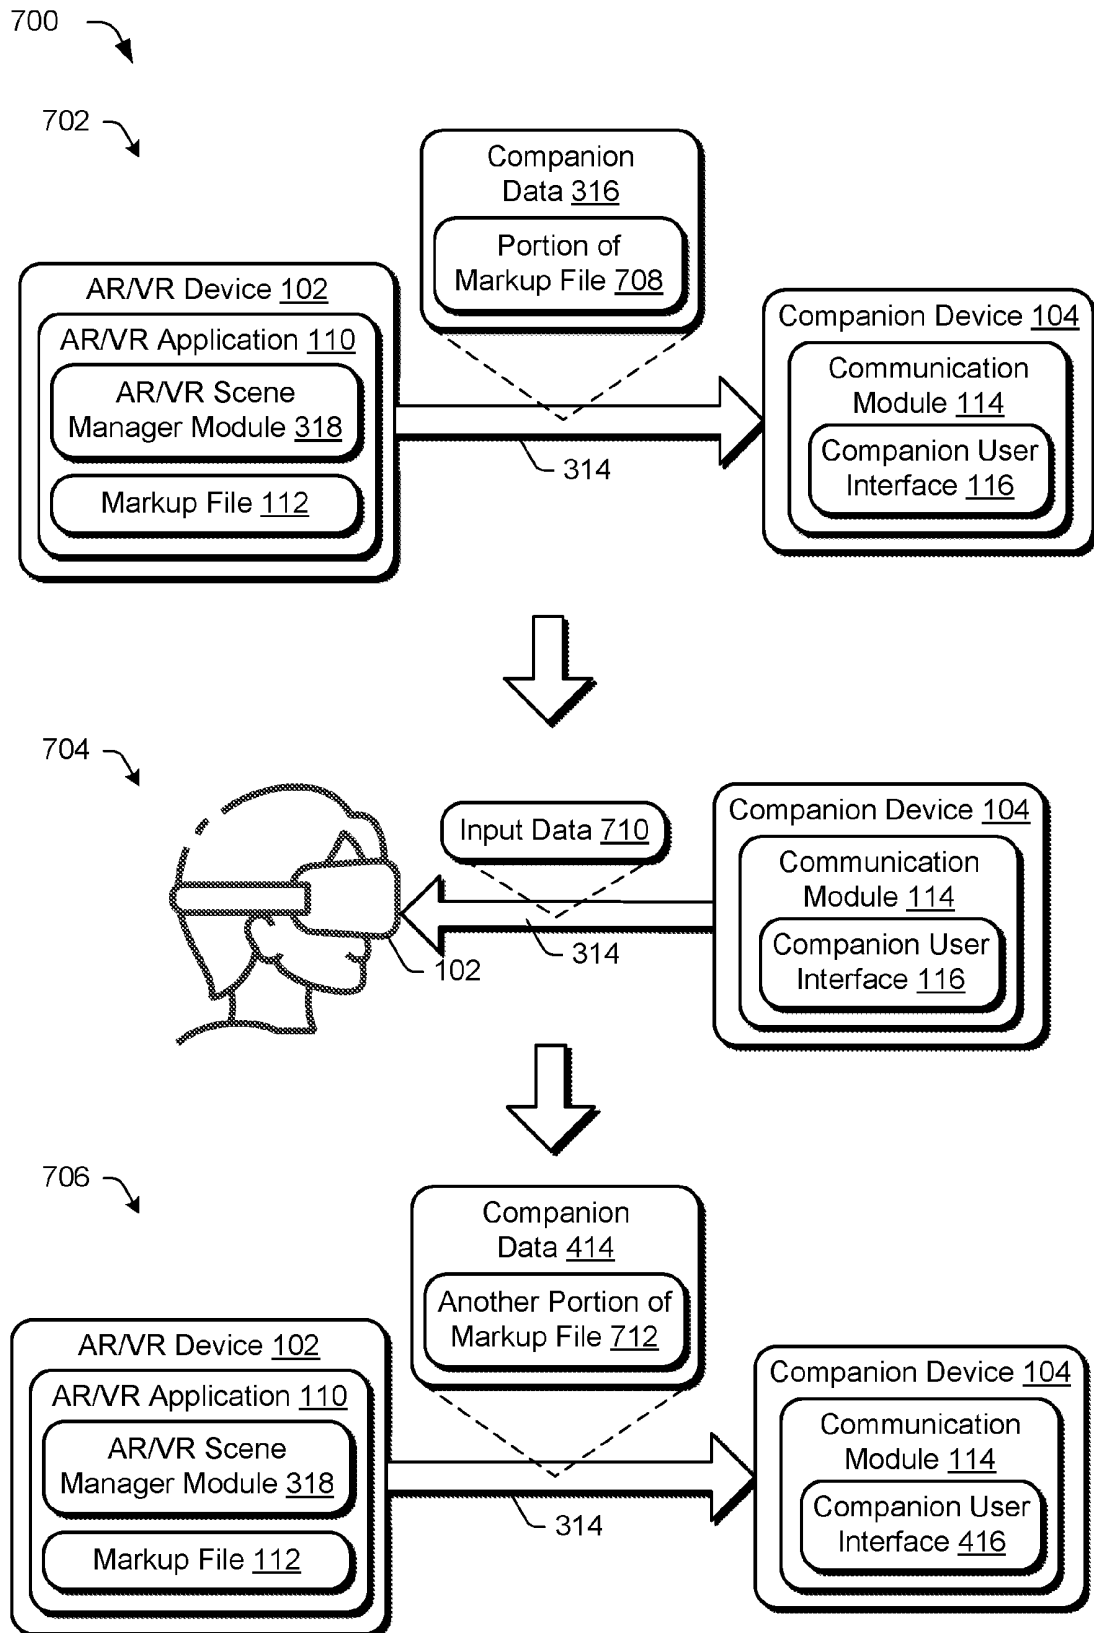 700
702
Companion
Data 316
Portion of
Markup File 708
AR/VR Device 102
AR/VR Application 110
AR/VR Scene
Manager Module 318
Markup File 112
314
Companion Device 104
Communication
Module 114
Companion User
Interface 116
704
Input Data 710
102
314
Companion Device 104
Communication
Module 114
Companion User
Interface 116
706
Companion
Data 414
Another Portion of
Markup File 712
AR/VR Device 102
AR/VR Application 110
AR/VR Scene
Manager Module 318
Markup File 112
314
Companion Device 104
Communication
Module 114
Companion User
Interface 416